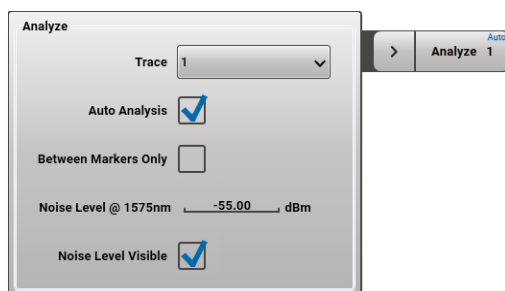 Analyze
Trace 1
Auto Analysis
Between Markers Only
Noise Level @ 1575nm -55.00 dBm
Noise Level Visible
Auto
> Analyze 1